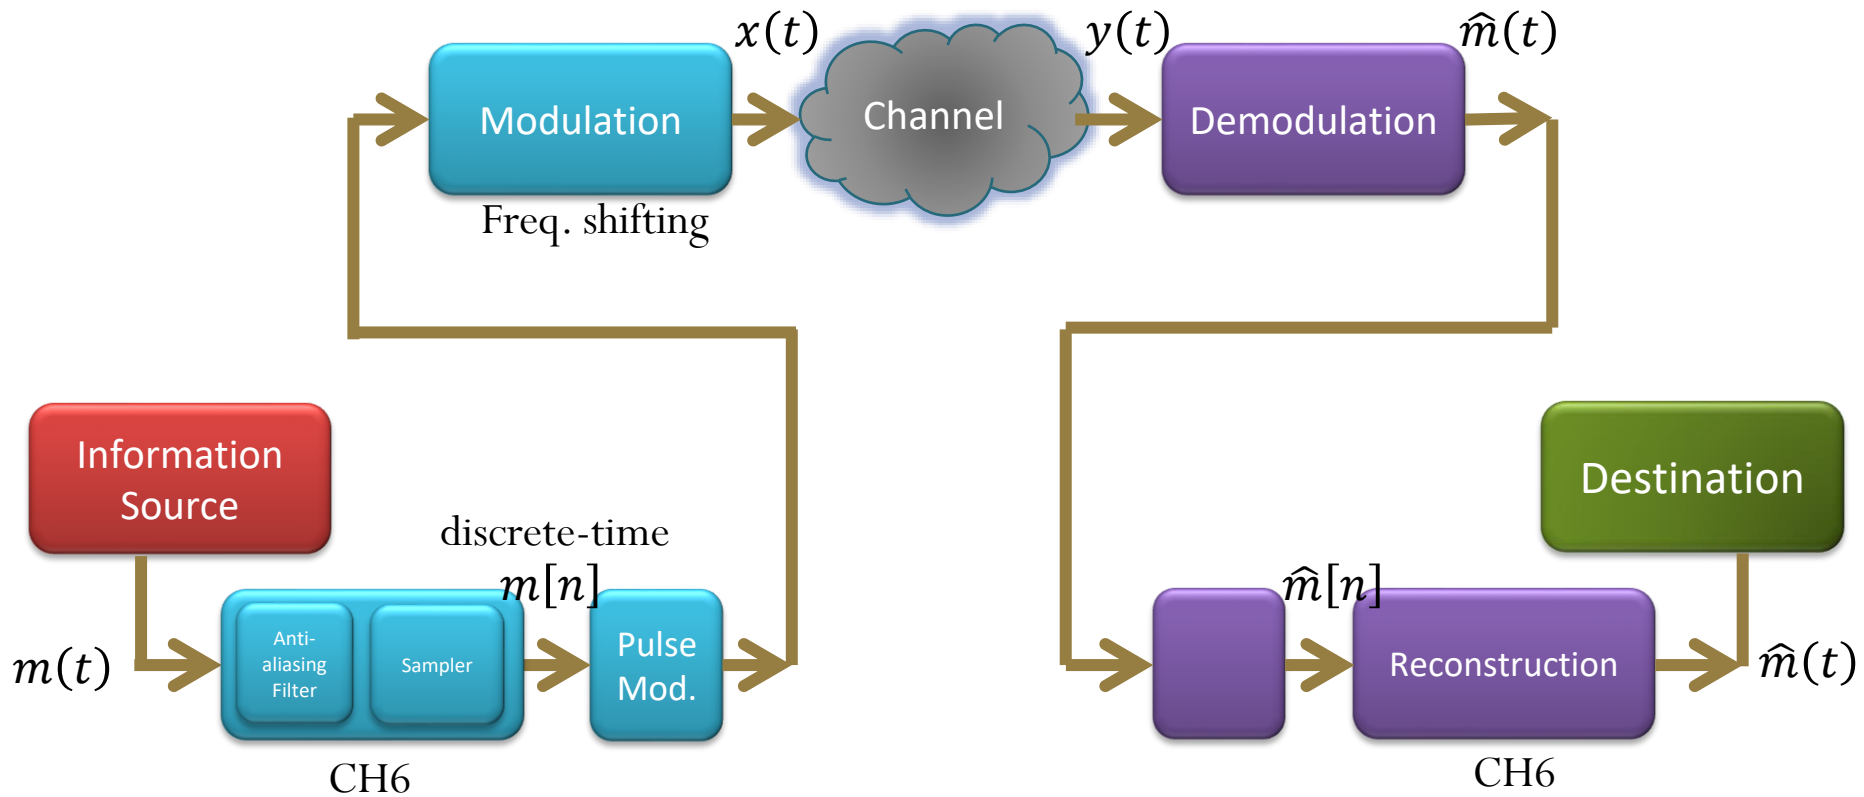 x(t)
y(t)
m̂(t)
Modulation
Channel
Demodulation
Freq. shifting
Information
Source
Destination
discrete-time
m[n]
m̂[n]
m(t)
Anti-
aliasing
Filter
Sampler
Pulse
Mod.
Reconstruction
m̂(t)
CH6
CH6